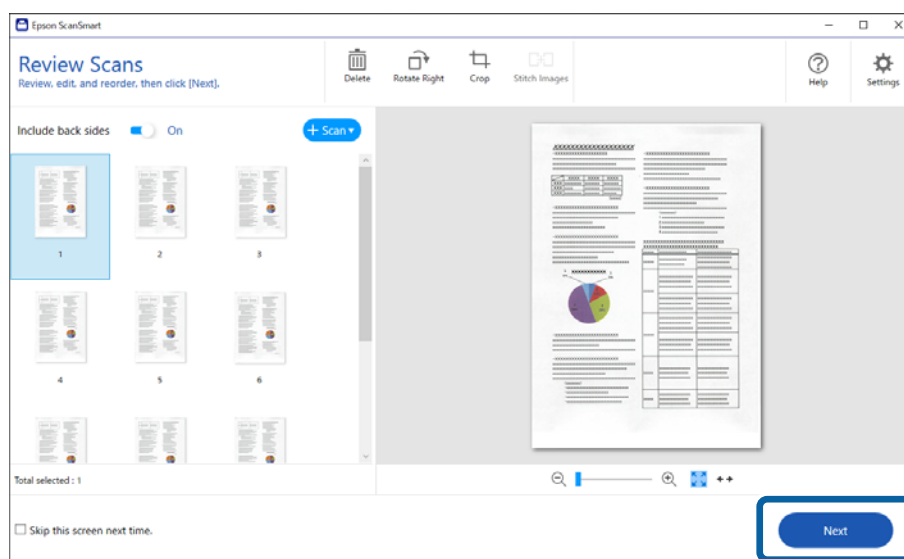 Epson ScanSmart
Review Scans
Review, edit, and reorder, then click [Next].
Delete
Rotate Right
Crop
Stitch Images
Help
Settings
Include back sides
On
+ Scan
1
2
3
4
5
6
Total selected : 1
Skip this screen next time.
Next